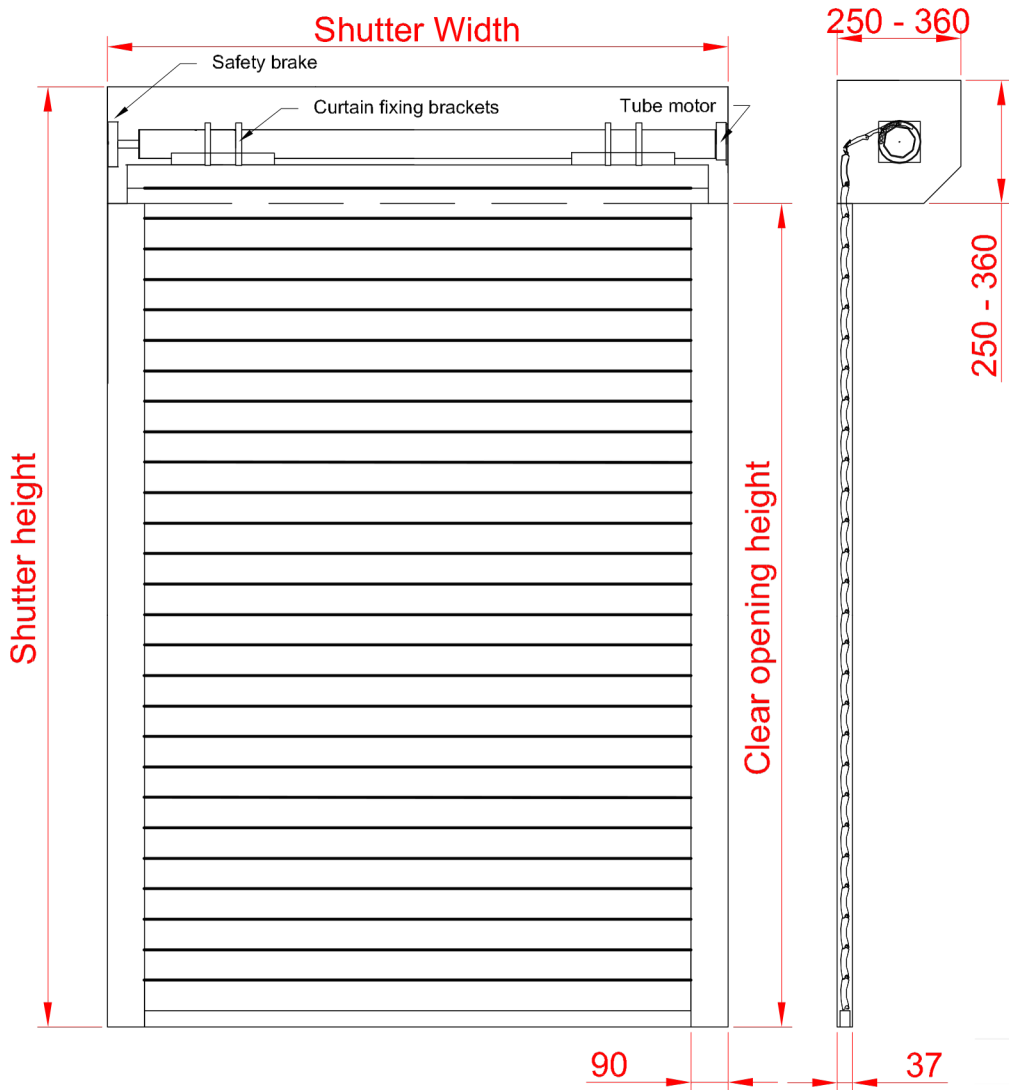 Shutter Width
250 - 360
Safety brake
Curtain fixing brackets
Tube motor
250 - 360
Shutter height
Clear opening height
90
37